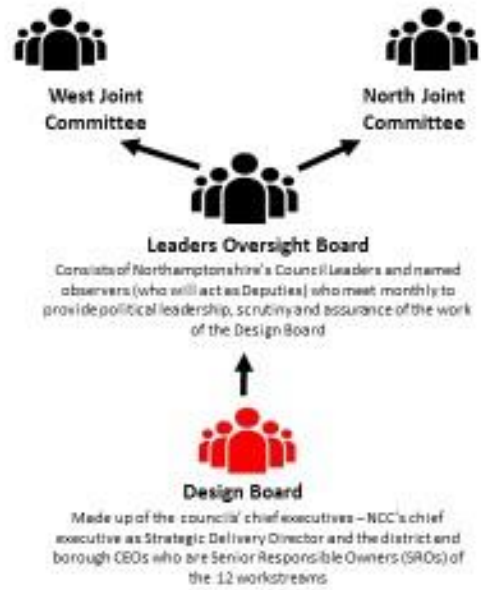 West Joint
Committee
North Joint
Committee
Leaders Oversight Board
Consists of Northamptonshire's Council Leaders and named
observers (who will act as Deputies) who meet monthly to
provide political leadership, scrutiny and assurance of the work
of the Design Board
Design Board
Made up of the councils' chief executives – NCC's chief
executive as Strategic Delivery Director and the district and
borough CEOs who are Senior Responsible Owners (SROs) of
the 12 workstreams